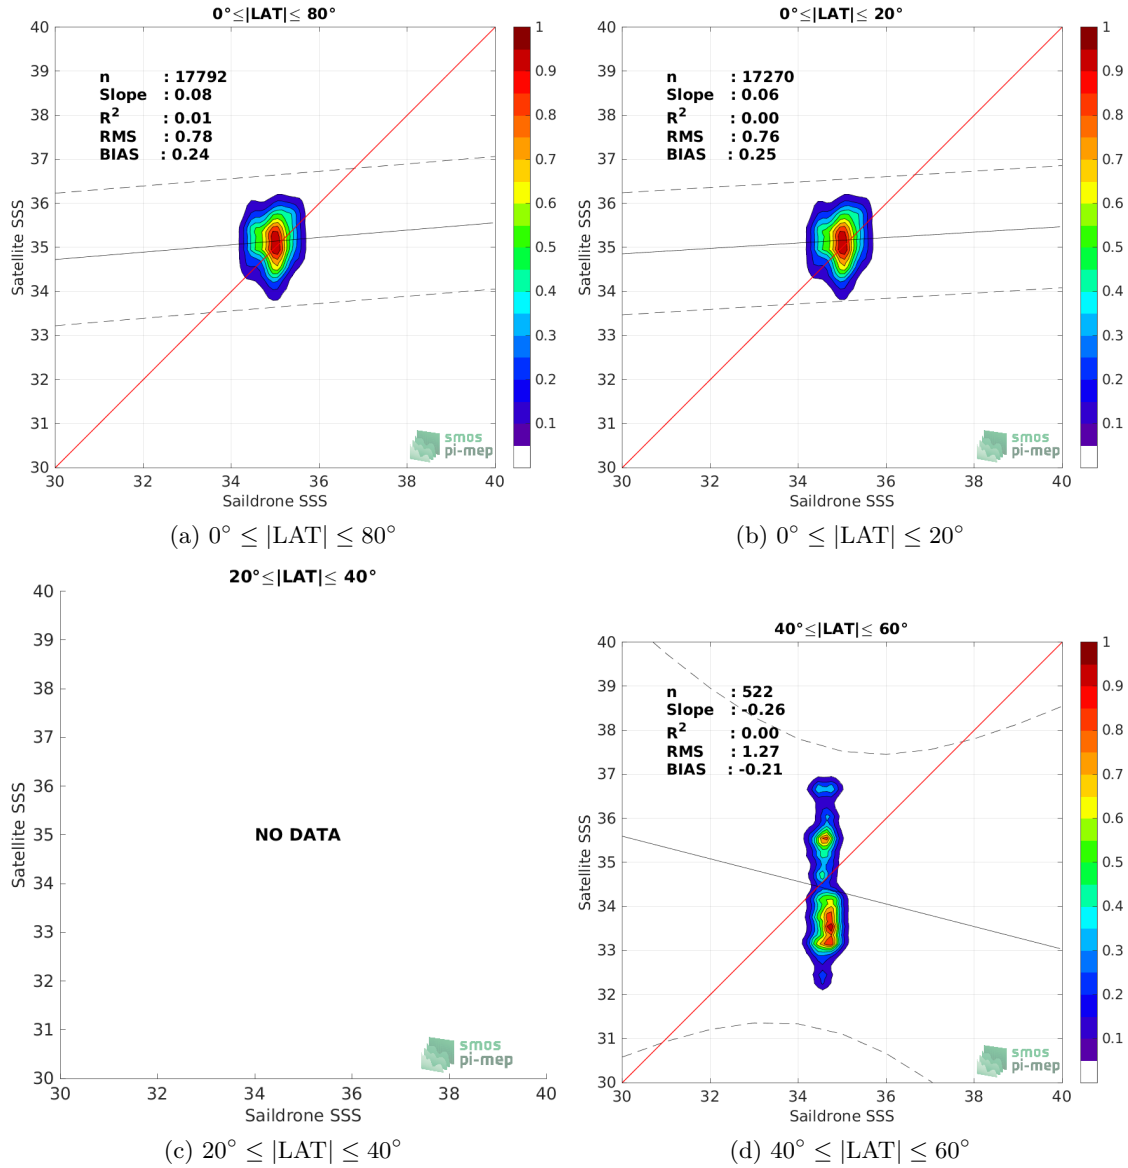 0°≤|LAT|≤ 80°
40
39
38
37
36
35
34
33
32
31
30
Satellite SSS
n : 17792
Slope : 0.08
R² : 0.01
RMS : 0.78
BIAS : 0.24
smos
pi-mep
30 32 34 36 38 40
Saildrone SSS
1
0.9
0.8
0.7
0.6
0.5
0.4
0.3
0.2
0.1
(a) 0° ≤ |LAT| ≤ 80°
0°≤|LAT|≤ 20°
40
39
38
37
36
35
34
33
32
31
30
Satellite SSS
n : 17270
Slope : 0.06
R² : 0.00
RMS : 0.76
BIAS : 0.25
smos
pi-mep
30 32 34 36 38 40
Saildrone SSS
1
0.9
0.8
0.7
0.6
0.5
0.4
0.3
0.2
0.1
(b) 0° ≤ |LAT| ≤ 20°
20°≤|LAT|≤ 40°
40
39
38
37
36
35
34
33
32
31
30
Satellite SSS
NO DATA
smos
pi-mep
30 32 34 36 38 40
Saildrone SSS
(c) 20° ≤ |LAT| ≤ 40°
40°≤|LAT|≤ 60°
40
39
38
37
36
35
34
33
32
31
30
Satellite SSS
n : 522
Slope : -0.26
R² : 0.00
RMS : 1.27
BIAS : -0.21
smos
pi-mep
30 32 34 36 38 40
Saildrone SSS
1
0.9
0.8
0.7
0.6
0.5
0.4
0.3
0.2
0.1
(d) 40° ≤ |LAT| ≤ 60°